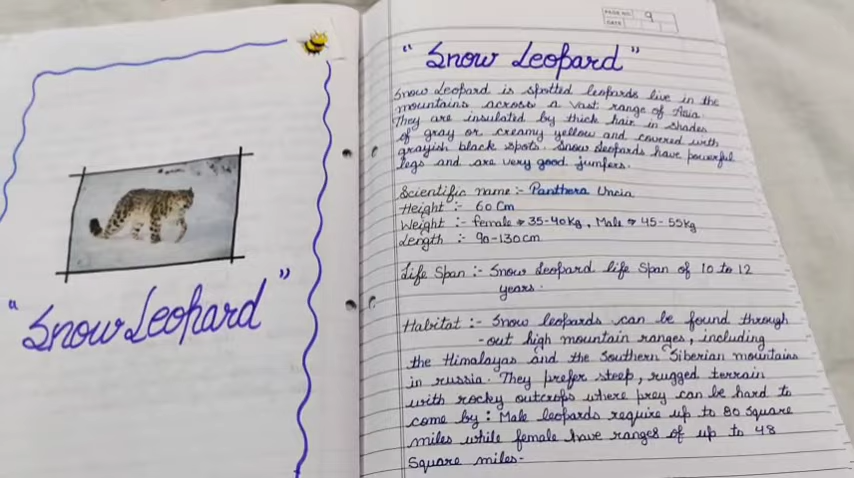 "Snow Leopard"
PAGE NO. 9
DATE
"Snow Leopard"
Snow Leopard is spotted leopards live in the
mountains across a vast range of Asia.
They are insulated by thick hair in shades
of gray or creamy yellow and covered with
grayish black spots. Snow Leopards have powerful
legs and are very good jumpers.
Scientific name :- Panthera Uncia
Height :- 60 Cm
Weight :- female → 35-40kg, Male → 45-55kg
Length :- 90-130cm
Life Span :- Snow Leopard life Span of 10 to 12
years.
Habitat :- Snow leopards can be found through
-out high mountain ranges, including
the Himalayas and the Southern Siberian mountains
in russia. They prefer steep, rugged terrain
with rocky outcrops where prey can be hard to
come by: Male leopards require up to 80 Square
miles while female have ranges of up to 48
Square miles-